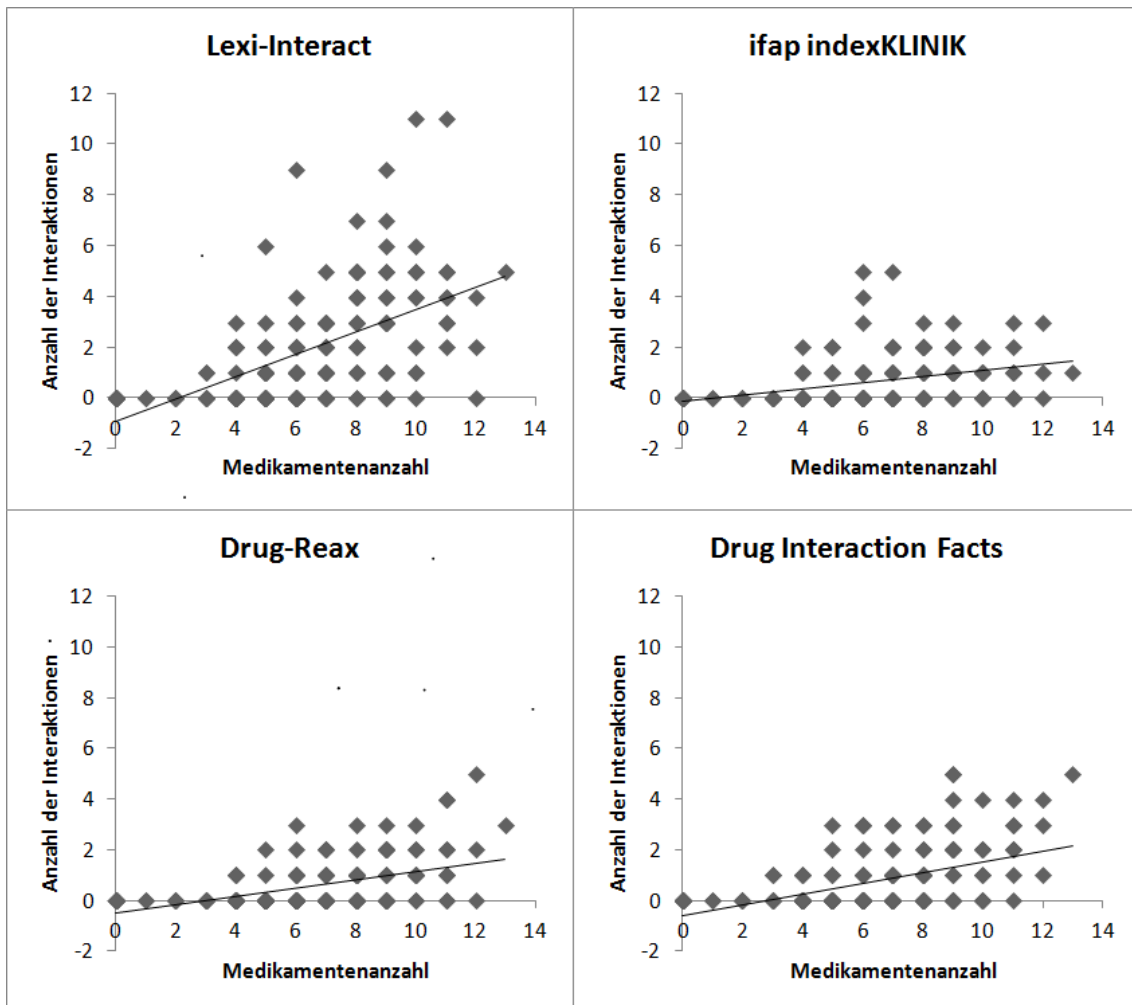 Lexi-Interact
Anzahl der Interaktionen
12
10
8
6
4
2
0
-2
0 2 4 6 8 10 12 14
Medikamentenanzahl
ifap indexKLINIK
Anzahl der Interaktionen
12
10
8
6
4
2
0
-2
0 2 4 6 8 10 12 14
Medikamentenanzahl
Drug-Reax
Anzahl der Interaktionen
12
10
8
6
4
2
0
-2
0 2 4 6 8 10 12 14
Medikamentenanzahl
Drug Interaction Facts
Anzahl der Interaktionen
12
10
8
6
4
2
0
-2
0 2 4 6 8 10 12 14
Medikamentenanzahl